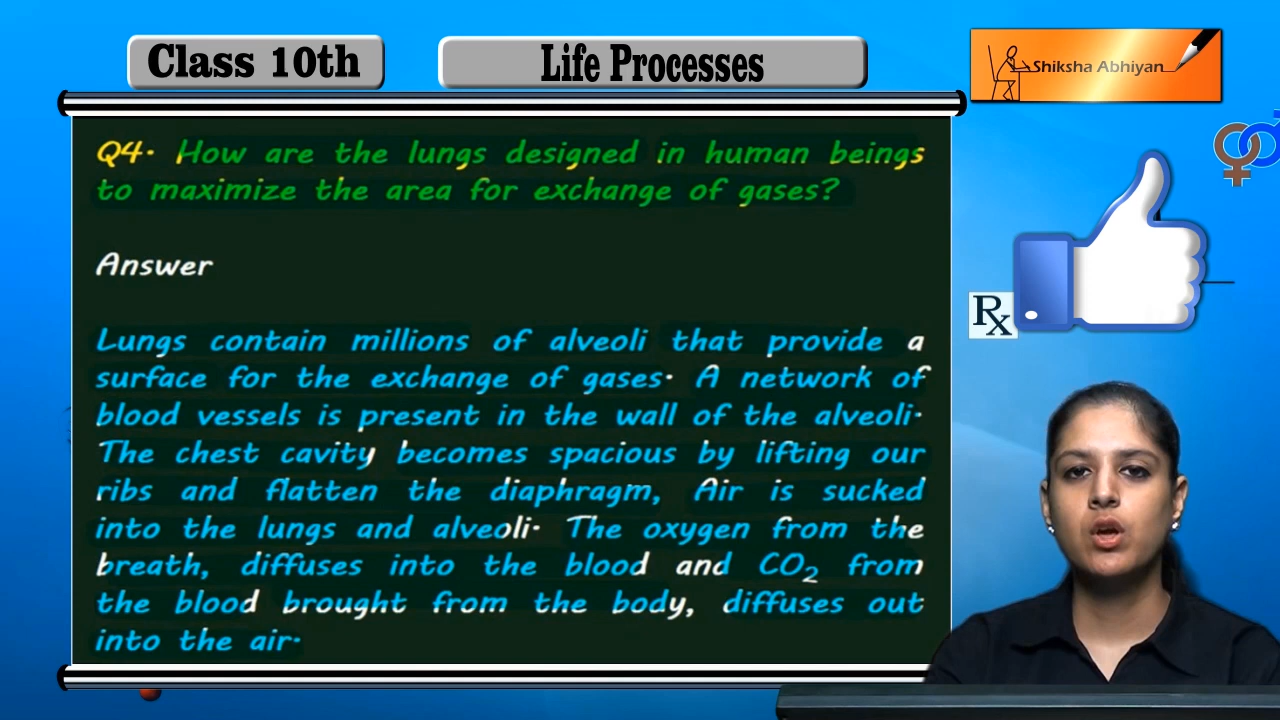 Class 10th
Life Processes
Shiksha Abhiyan
Q4. How are the lungs designed in human beings
to maximize the area for exchange of gases?
Answer
Lungs contain millions of alveoli that provide a
surface for the exchange of gases. A network of
blood vessels is present in the wall of the alveoli.
The chest cavity becomes spacious by lifting our
ribs and flatten the diaphragm, Air is sucked
into the lungs and alveoli. The oxygen from the
breath, diffuses into the blood and CO₂ from
the blood brought from the body, diffuses out
into the air.
Rx